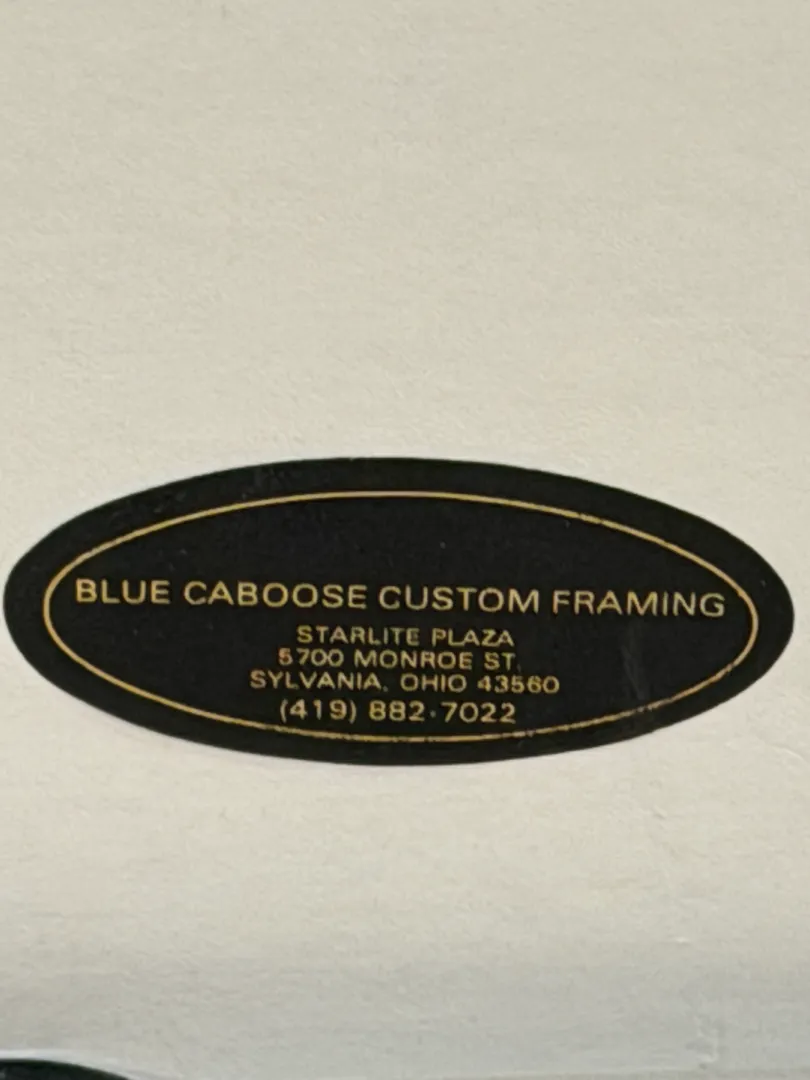 BLUE CABOOSE CUSTOM FRAMING
STARLITE PLAZA
5700 MONROE ST.
SYLVANIA, OHIO 43560
(419) 882-7022